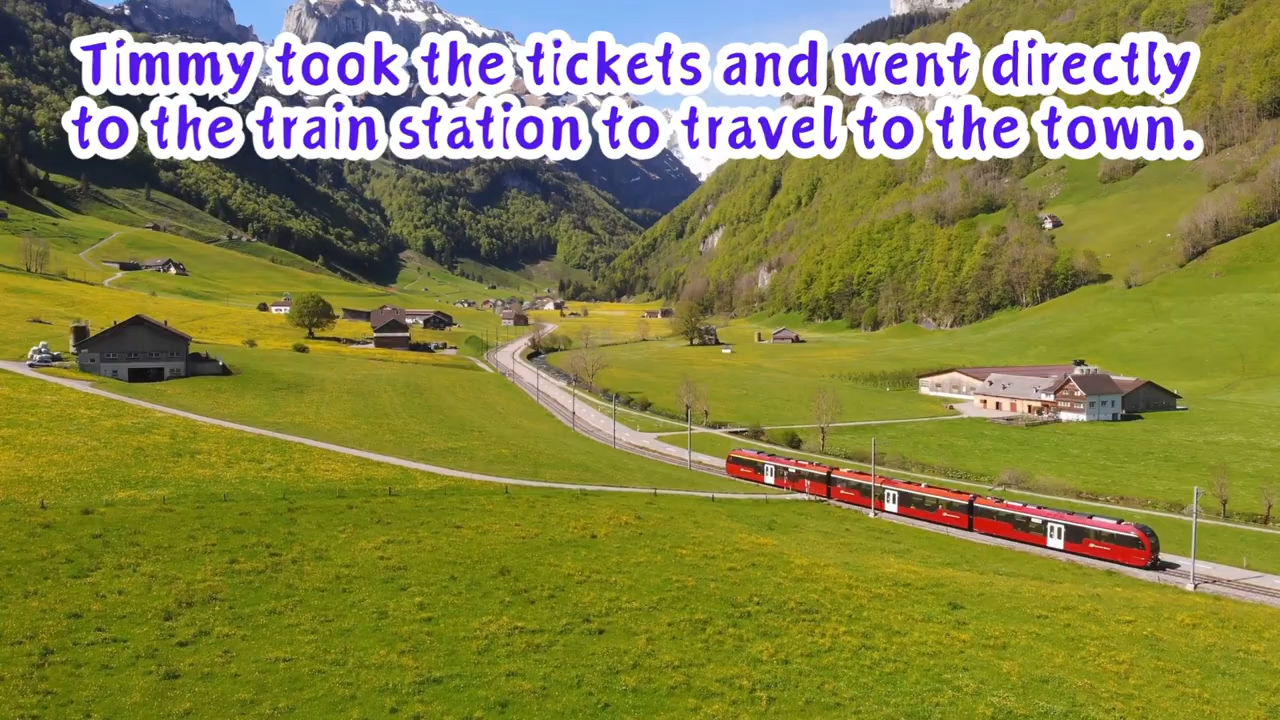 Timmy took the tickets and went directly
to the train station to travel to the town.